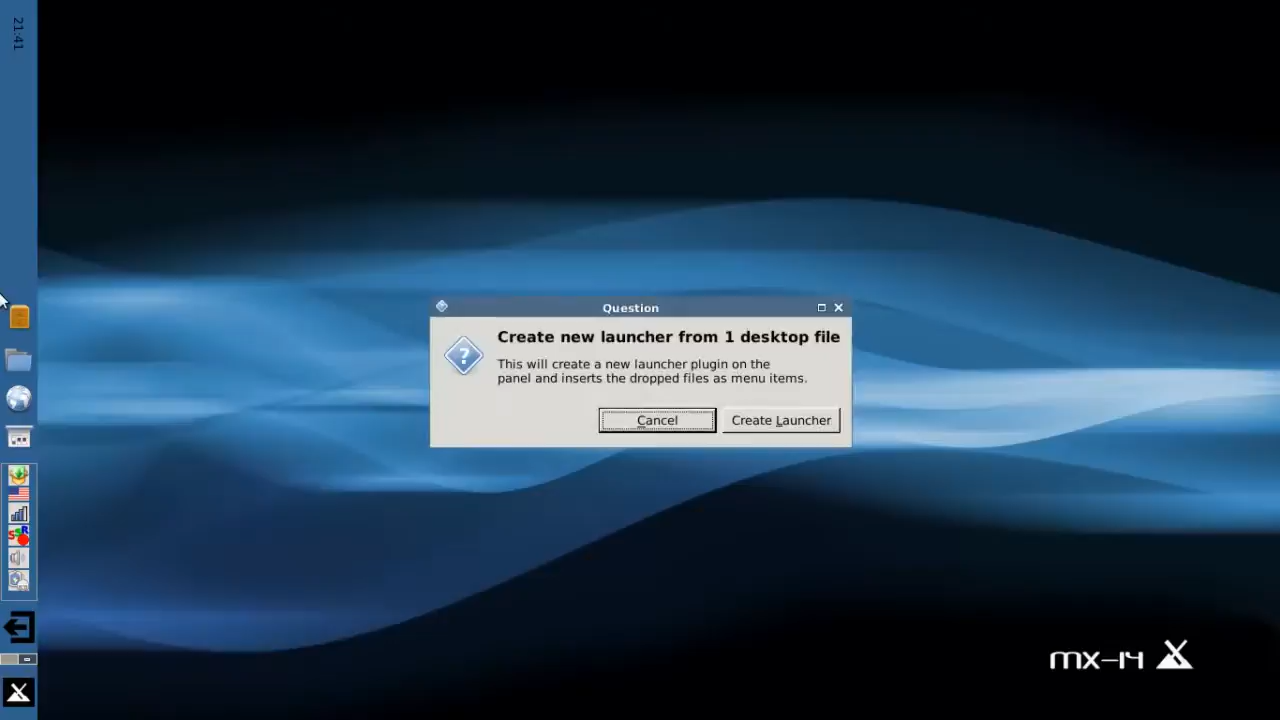 21:41
Question
Create new launcher from 1 desktop file
This will create a new launcher plugin on the
panel and inserts the dropped files as menu items.
Cancel
Create Launcher
SSR
mx-14